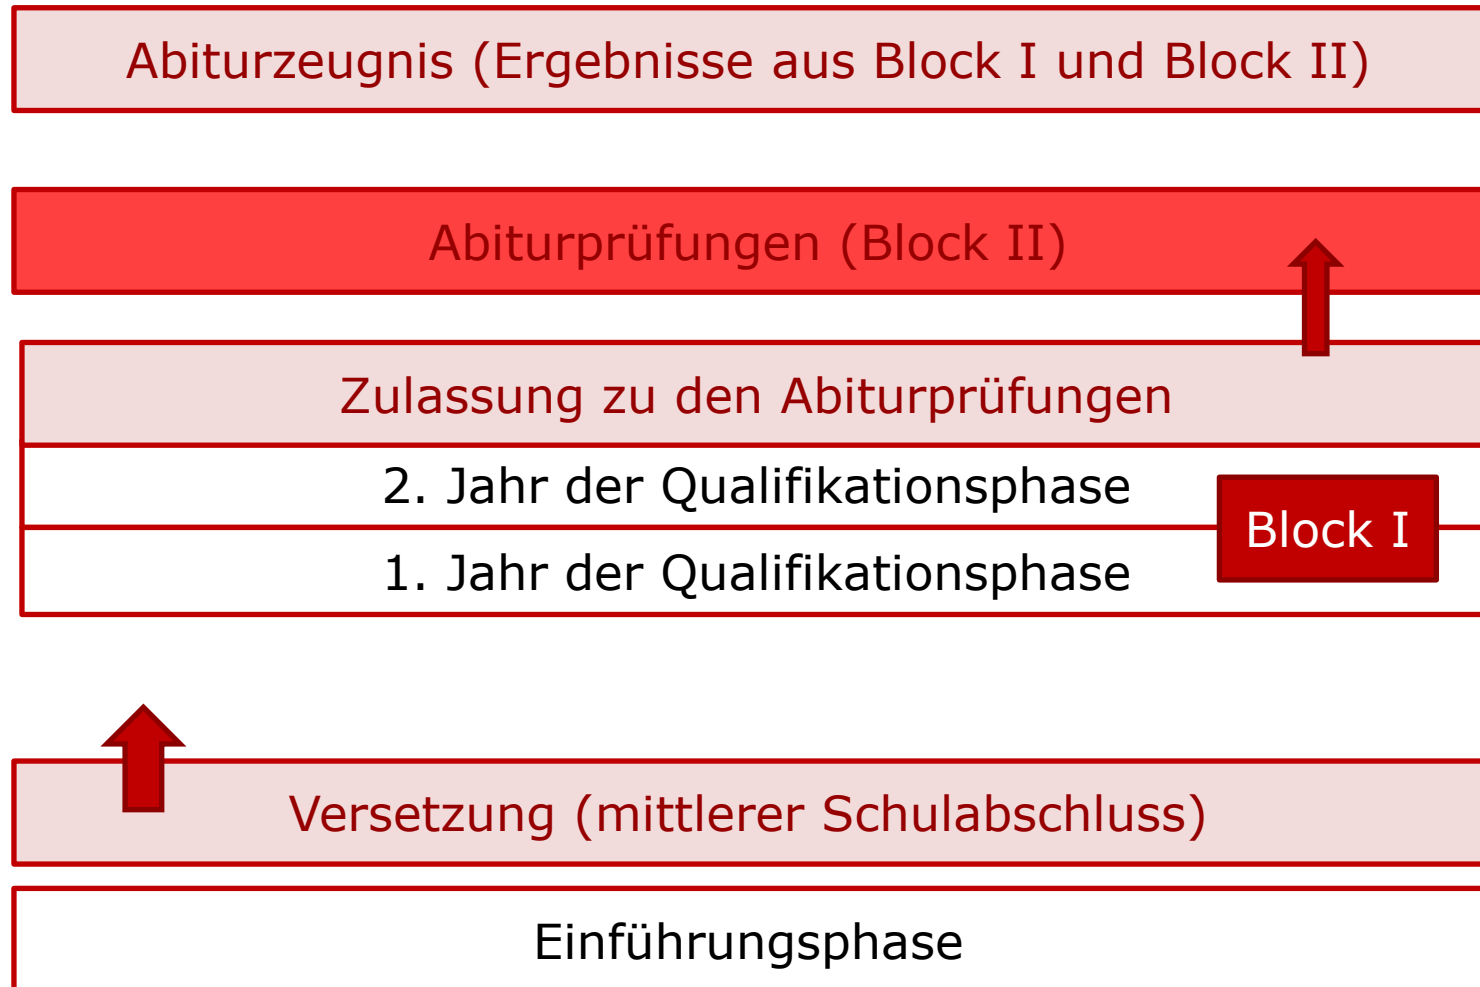 Abiturzeugnis (Ergebnisse aus Block I und Block II)
Abiturprüfungen (Block II)
Zulassung zu den Abiturprüfungen
2. Jahr der Qualifikationsphase
Block I
1. Jahr der Qualifikationsphase
Versetzung (mittlerer Schulabschluss)
Einführungsphase